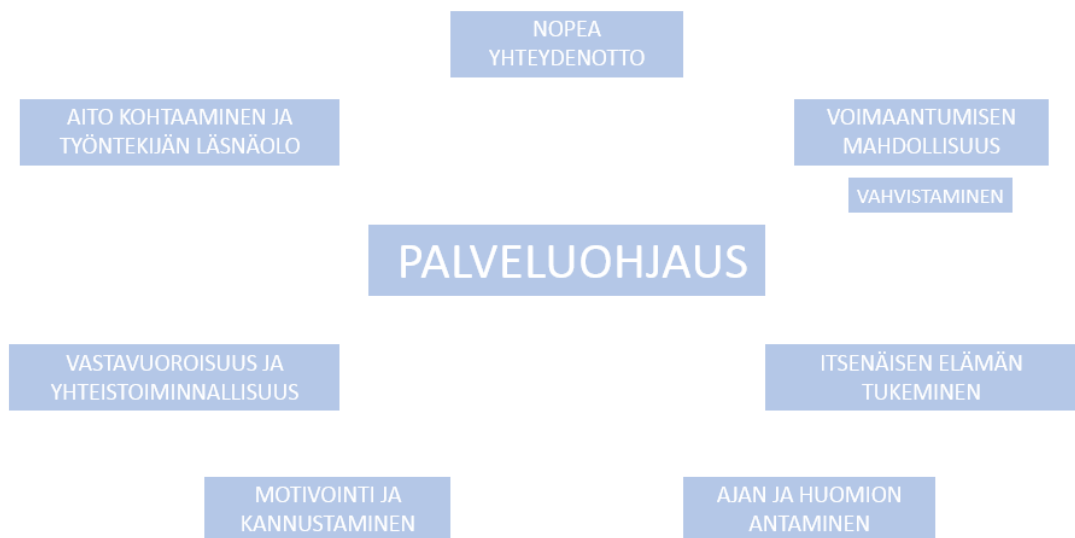 NOPEA
YHTEYDENOTTO
AITO KOHTAAMINEN JA
TYÖNTEKIJÄN LÄSNÄOLO
VOIMAANTUMISEN
MAHDOLLISUUS
VAHVISTAMINEN
PALVELUOHJAUS
VASTAVUOROISUUS JA
YHTEISTOIMINNALLISUUS
ITSENÄISEN ELÄMÄN
TUKEMINEN
MOTIVOINTI JA
KANNUSTAMINEN
AJAN JA HUOMION
ANTAMINEN